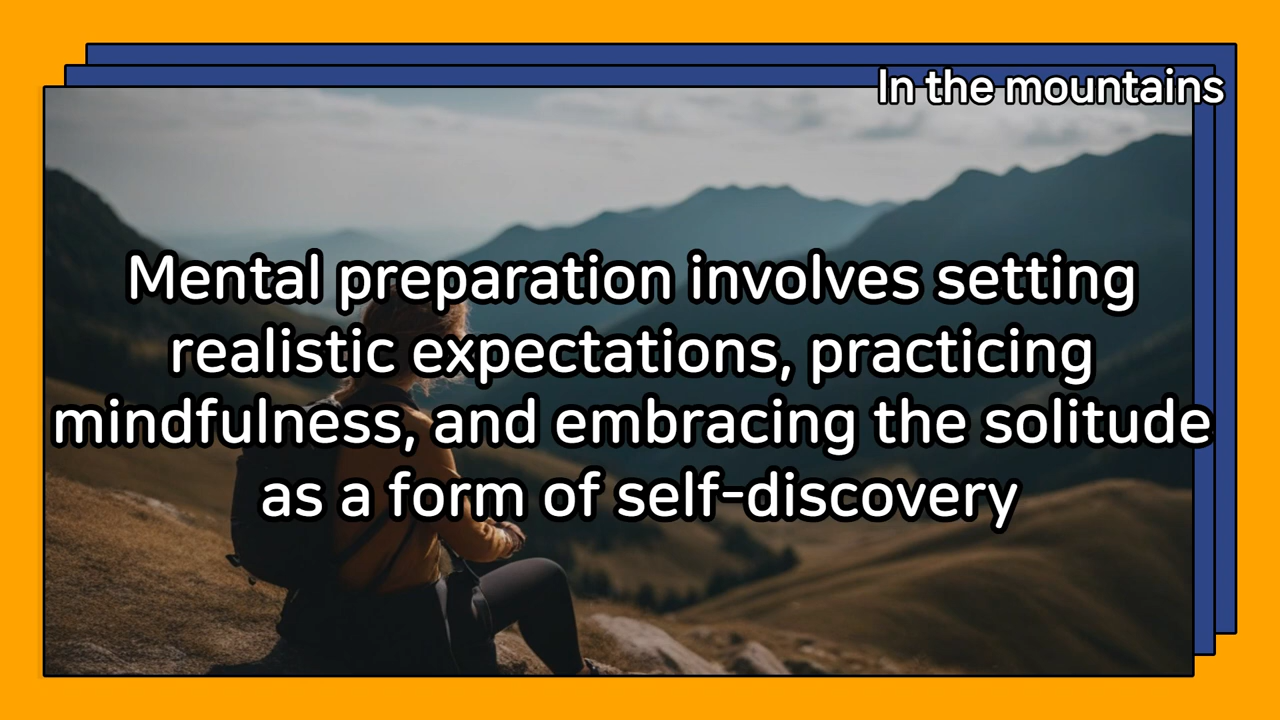 In the mountains
Mental preparation involves setting
realistic expectations, practicing
mindfulness, and embracing the solitude
as a form of self-discovery